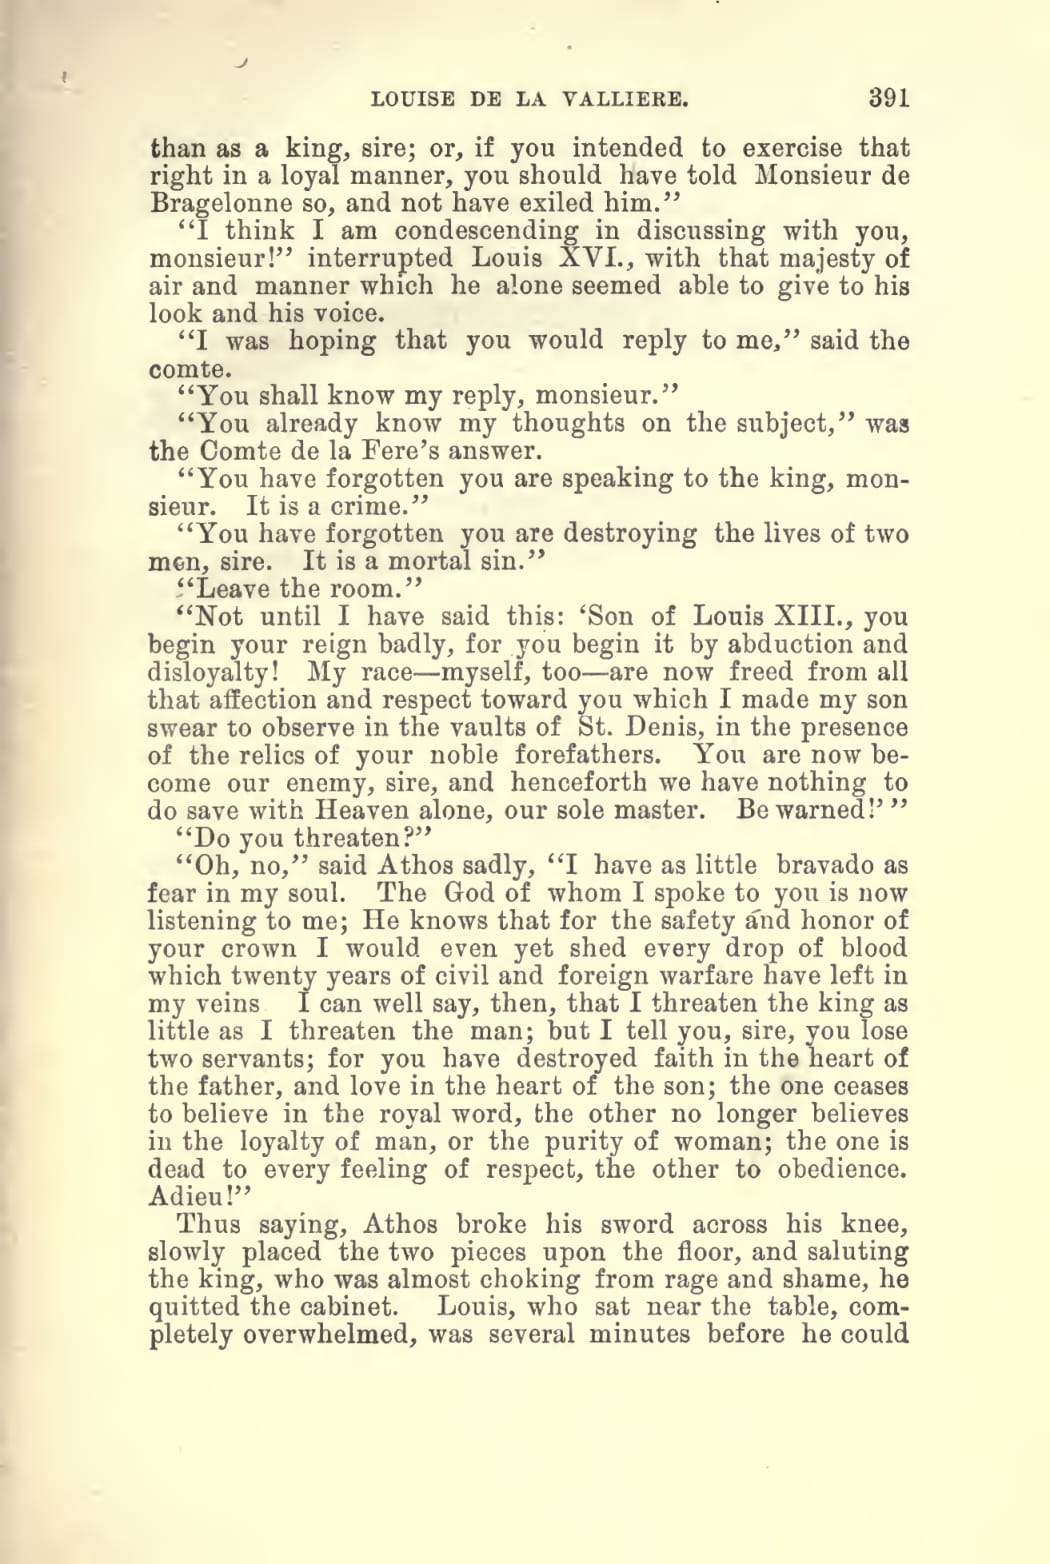 LOUISE DE LA VALLIERE. 391
than as a king, sire; or, if you intended to exercise that
right in a loyal manner, you should have told Monsieur de
Bragelonne so, and not have exiled him.”
“I think I am condescending in discussing with you,
monsieur!” interrupted Louis XVI., with that majesty of
air and manner which he alone seemed able to give to his
look and his voice.
“I was hoping that you would reply to me,” said the
comte.
“You shall know my reply, monsieur.”
“You already know my thoughts on the subject,” was
the Comte de la Fere’s answer.
“You have forgotten you are speaking to the king, mon-
sieur. It is a crime.”
“You have forgotten you are destroying the lives of two
men, sire. It is a mortal sin.”
“Leave the room.”
“Not until I have said this: ‘Son of Louis XIII., you
begin your reign badly, for you begin it by abduction and
disloyalty! My race—myself, too—are now freed from all
that affection and respect toward you which I made my son
swear to observe in the vaults of St. Denis, in the presence
of the relics of your noble forefathers. You are now be-
come our enemy, sire, and henceforth we have nothing to
do save with Heaven alone, our sole master. Be warned!’ ”
“Do you threaten?”
“Oh, no,” said Athos sadly, “I have as little bravado as
fear in my soul. The God of whom I spoke to you is now
listening to me; He knows that for the safety and honor of
your crown I would even yet shed every drop of blood
which twenty years of civil and foreign warfare have left in
my veins I can well say, then, that I threaten the king as
little as I threaten the man; but I tell you, sire, you lose
two servants; for you have destroyed faith in the heart of
the father, and love in the heart of the son; the one ceases
to believe in the royal word, the other no longer believes
in the loyalty of man, or the purity of woman; the one is
dead to every feeling of respect, the other to obedience.
Adieu!”
Thus saying, Athos broke his sword across his knee,
slowly placed the two pieces upon the floor, and saluting
the king, who was almost choking from rage and shame, he
quitted the cabinet. Louis, who sat near the table, com-
pletely overwhelmed, was several minutes before he could